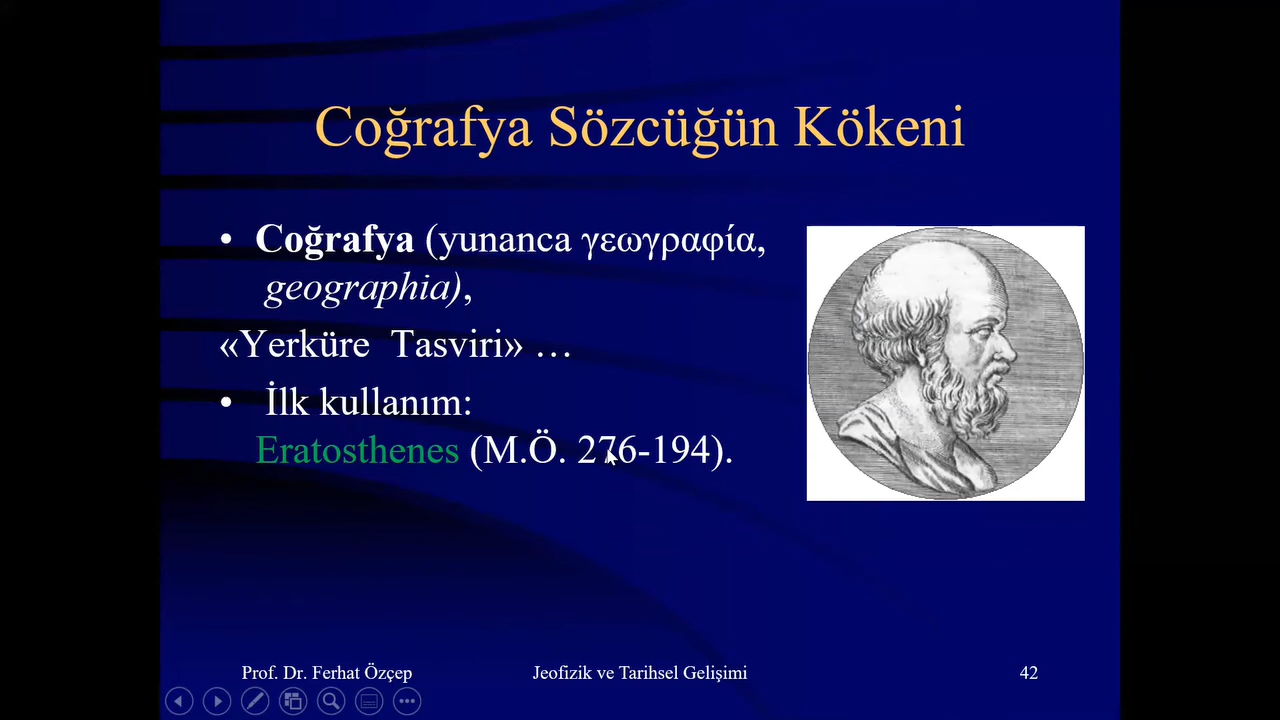 Coğrafya Sözcüğün Kökeni
• Coğrafya (yunanca γεωγραφία,
geographia),
«Yerküre Tasviri» …
• İlk kullanım:
Eratosthenes (M.Ö. 276-194).
Prof. Dr. Ferhat Özçep
Jeofizik ve Tarihsel Gelişimi
42